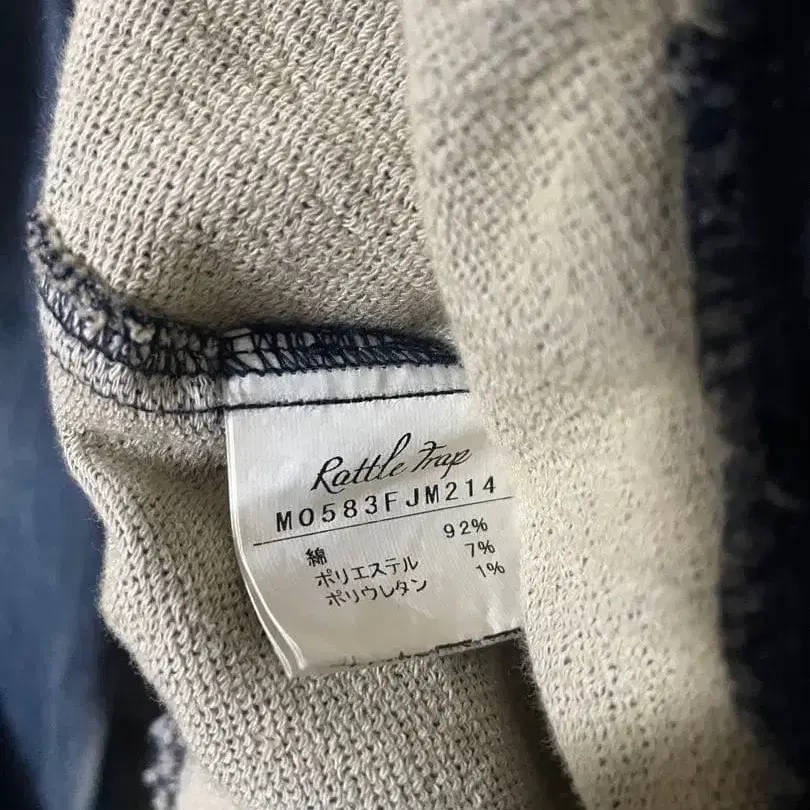 Rattle Trap
MO583FJM214
綿 92%
ポリエステル 7%
ポリウレタン 1%